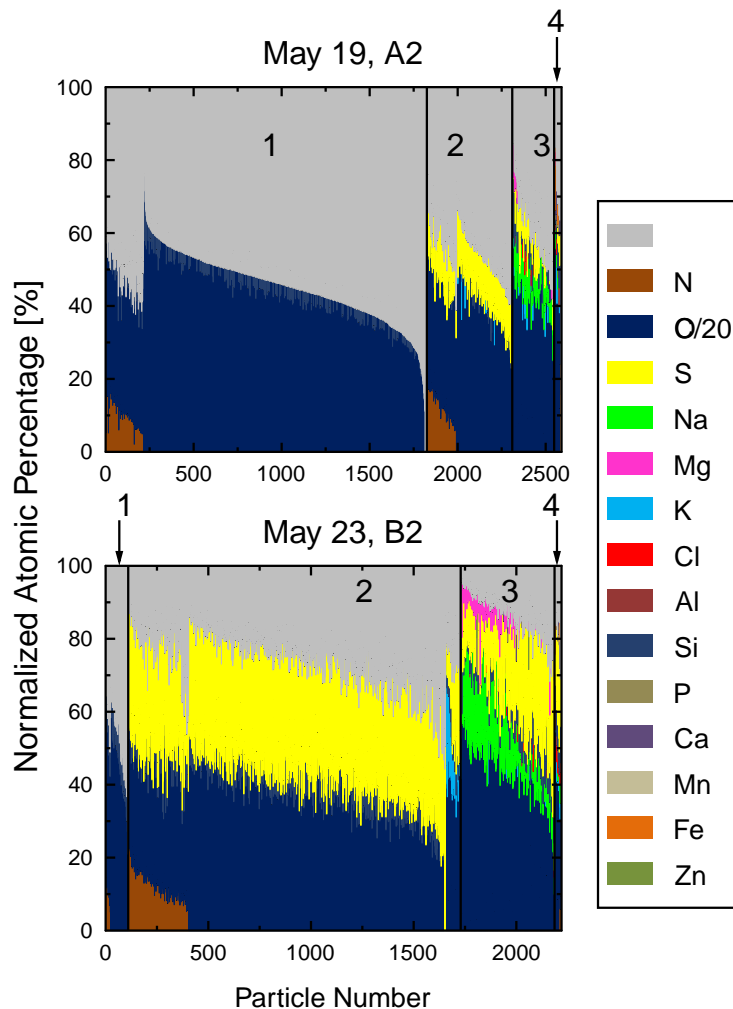 4
May 19, A2
100
80
60
40
20
0
1
2
3
0
500
1000
1500
2000
2500
Normalized Atomic Percentage [%]
1
May 23, B2
4
100
80
60
40
20
0
2
3
0
500
1000
1500
2000
Particle Number
N
O/20
S
Na
Mg
K
Cl
Al
Si
P
Ca
Mn
Fe
Zn